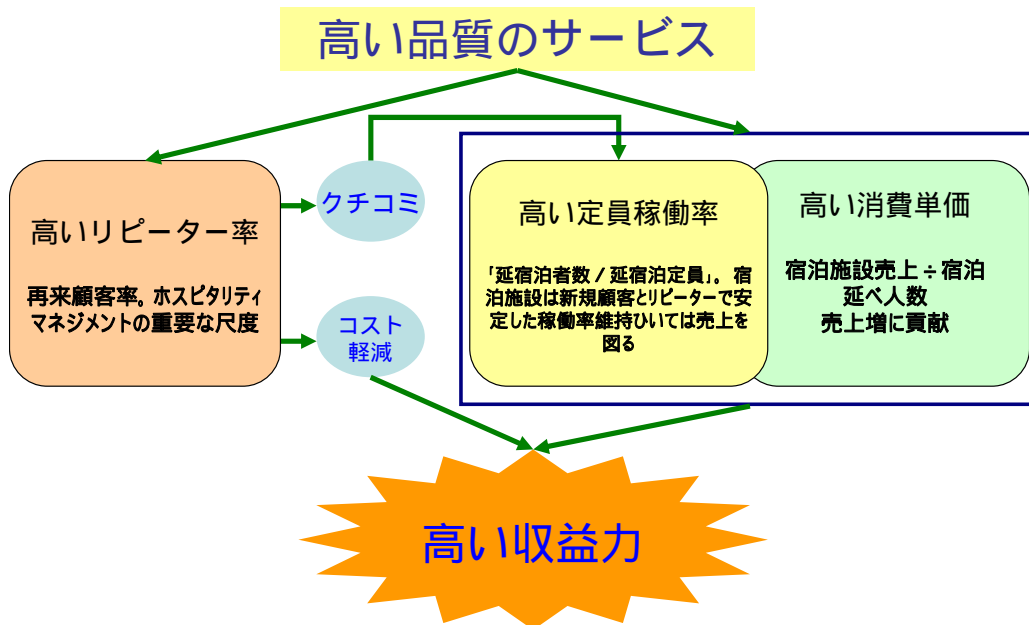 高い品質のサービス
高いリピーター率
再来顧客率。ホスピタリティ
マネジメントの重要な尺度
クチコミ
コスト
軽減
高い定員稼働率
「延宿泊者数/延宿泊定員」。宿
泊施設は新規顧客とリピーターで安
定した稼働率維持ひいては売上を
図る
高い消費単価
宿泊施設売上÷宿泊
延べ人数
売上増に貢献
高い収益力